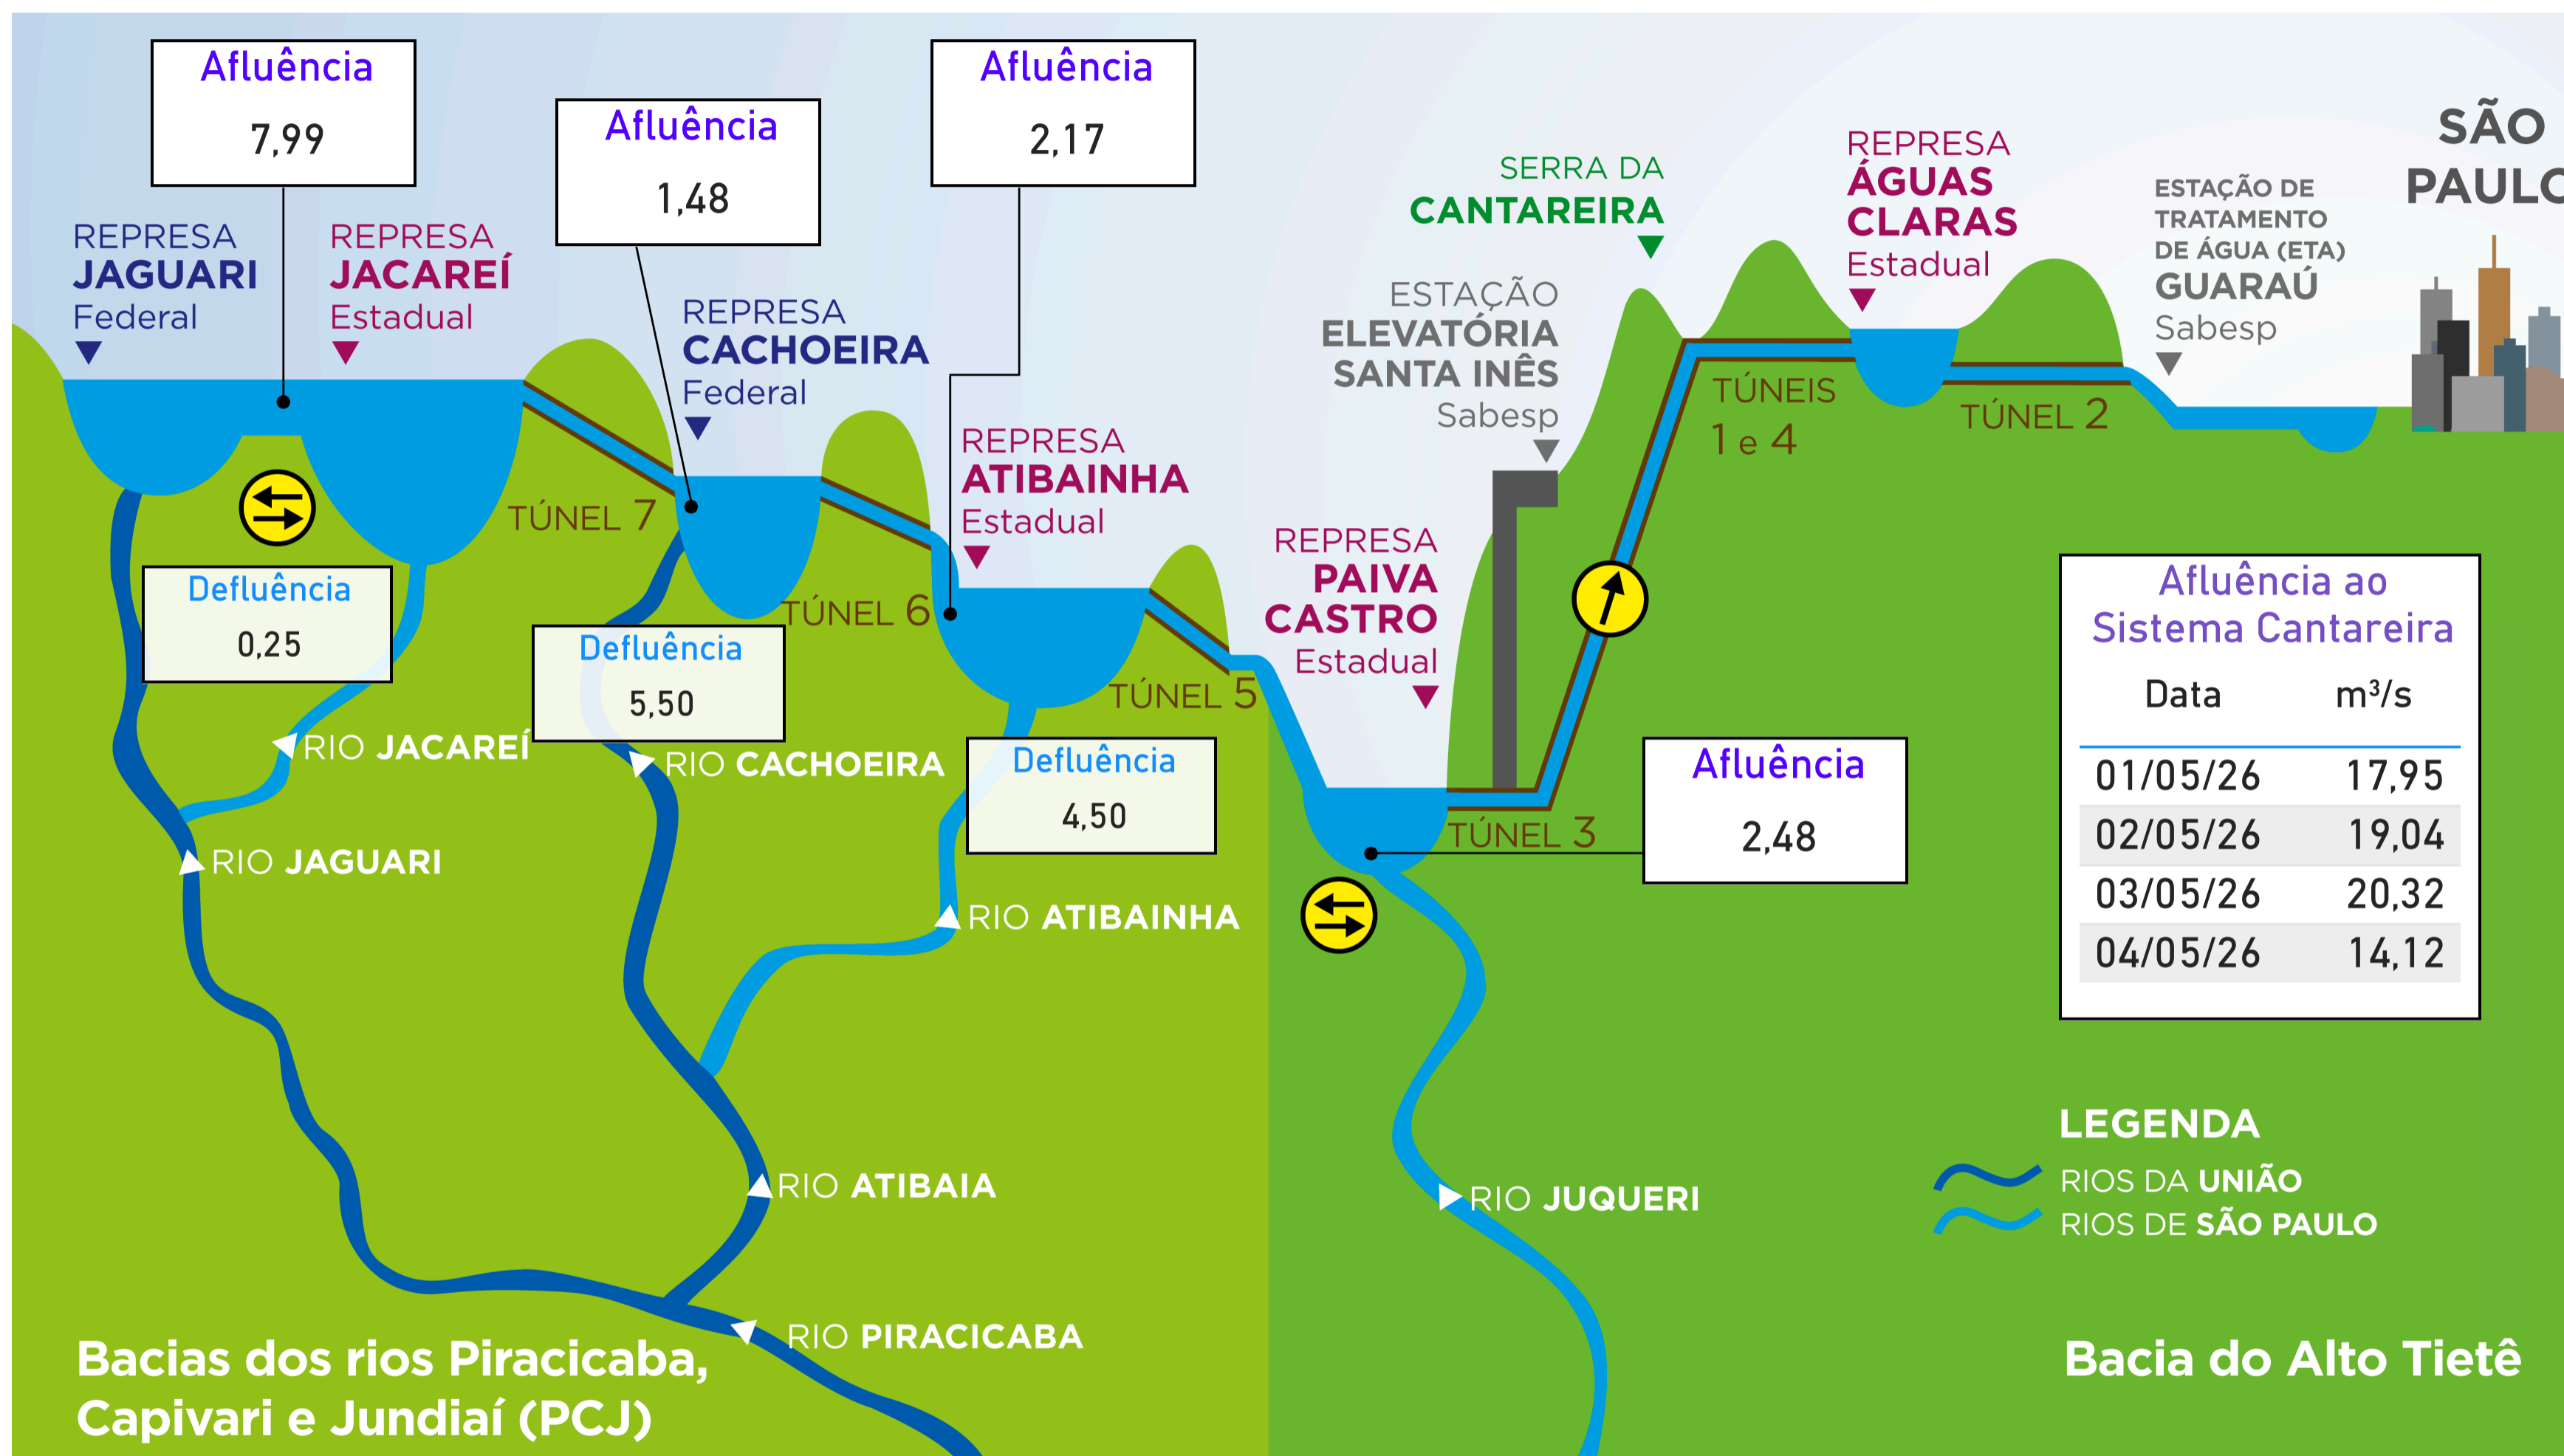 Afluência
7,99
Afluência
1,48
Afluência
2,17
REPRESA
JAGUARI
Federal
REPRESA
JACAREÍ
Estadual
REPRESA
CACHOEIRA
Federal
REPRESA
ATIBAINHA
Estadual
SERRA DA
CANTAREIRA
ESTAÇÃO
ELEVATÓRIA
SANTA INÊS
Sabesp
REPRESA
ÁGUAS
CLARAS
Estadual
ESTAÇÃO DE
TRATAMENTO
DE ÁGUA (ETA)
GUARAÚ
Sabesp
SÃO
PAULO
TÚNEIS
1 e 4
TÚNEL 2
TÚNEL 7
TÚNEL 6
TÚNEL 5
REPRESA
PAIVA
CASTRO
Estadual
TÚNEL 3
Defluência
0,25
Defluência
5,50
Defluência
4,50
Afluência
2,48
Afluência ao
Sistema Cantareira
Data m³/s
01/05/26 17,95
02/05/26 19,04
03/05/26 20,32
04/05/26 14,12
RIO JACAREÍ
RIO CACHOEIRA
RIO JAGUARI
RIO ATIBAINHA
RIO ATIBAIA
RIO JUQUERI
RIO PIRACICABA
LEGENDA
RIOS DA UNIÃO
RIOS DE SÃO PAULO
Bacias dos rios Piracicaba,
Capivari e Jundiaí (PCJ)
Bacia do Alto Tietê